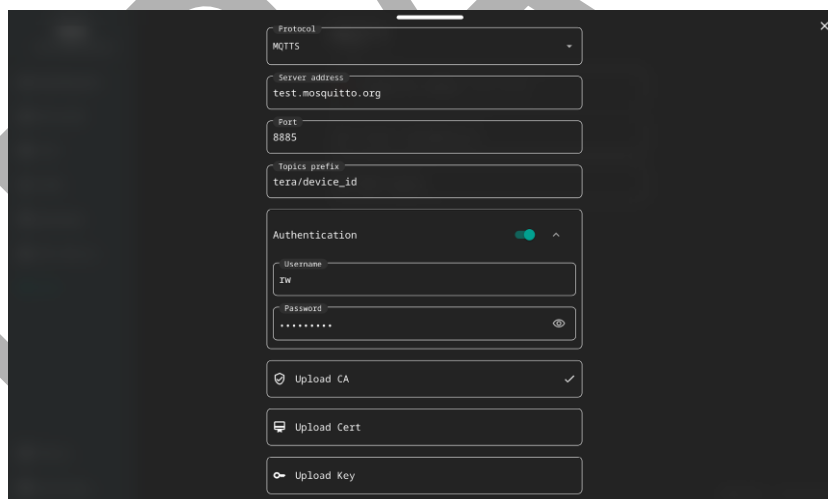 Protocol
MQTTS
Server address
test.mosquitto.org
Port
8885
Topics prefix
tera/device_id
Authentication
Username
rw
Password
•••••••••
Upload CA
Upload Cert
Upload Key